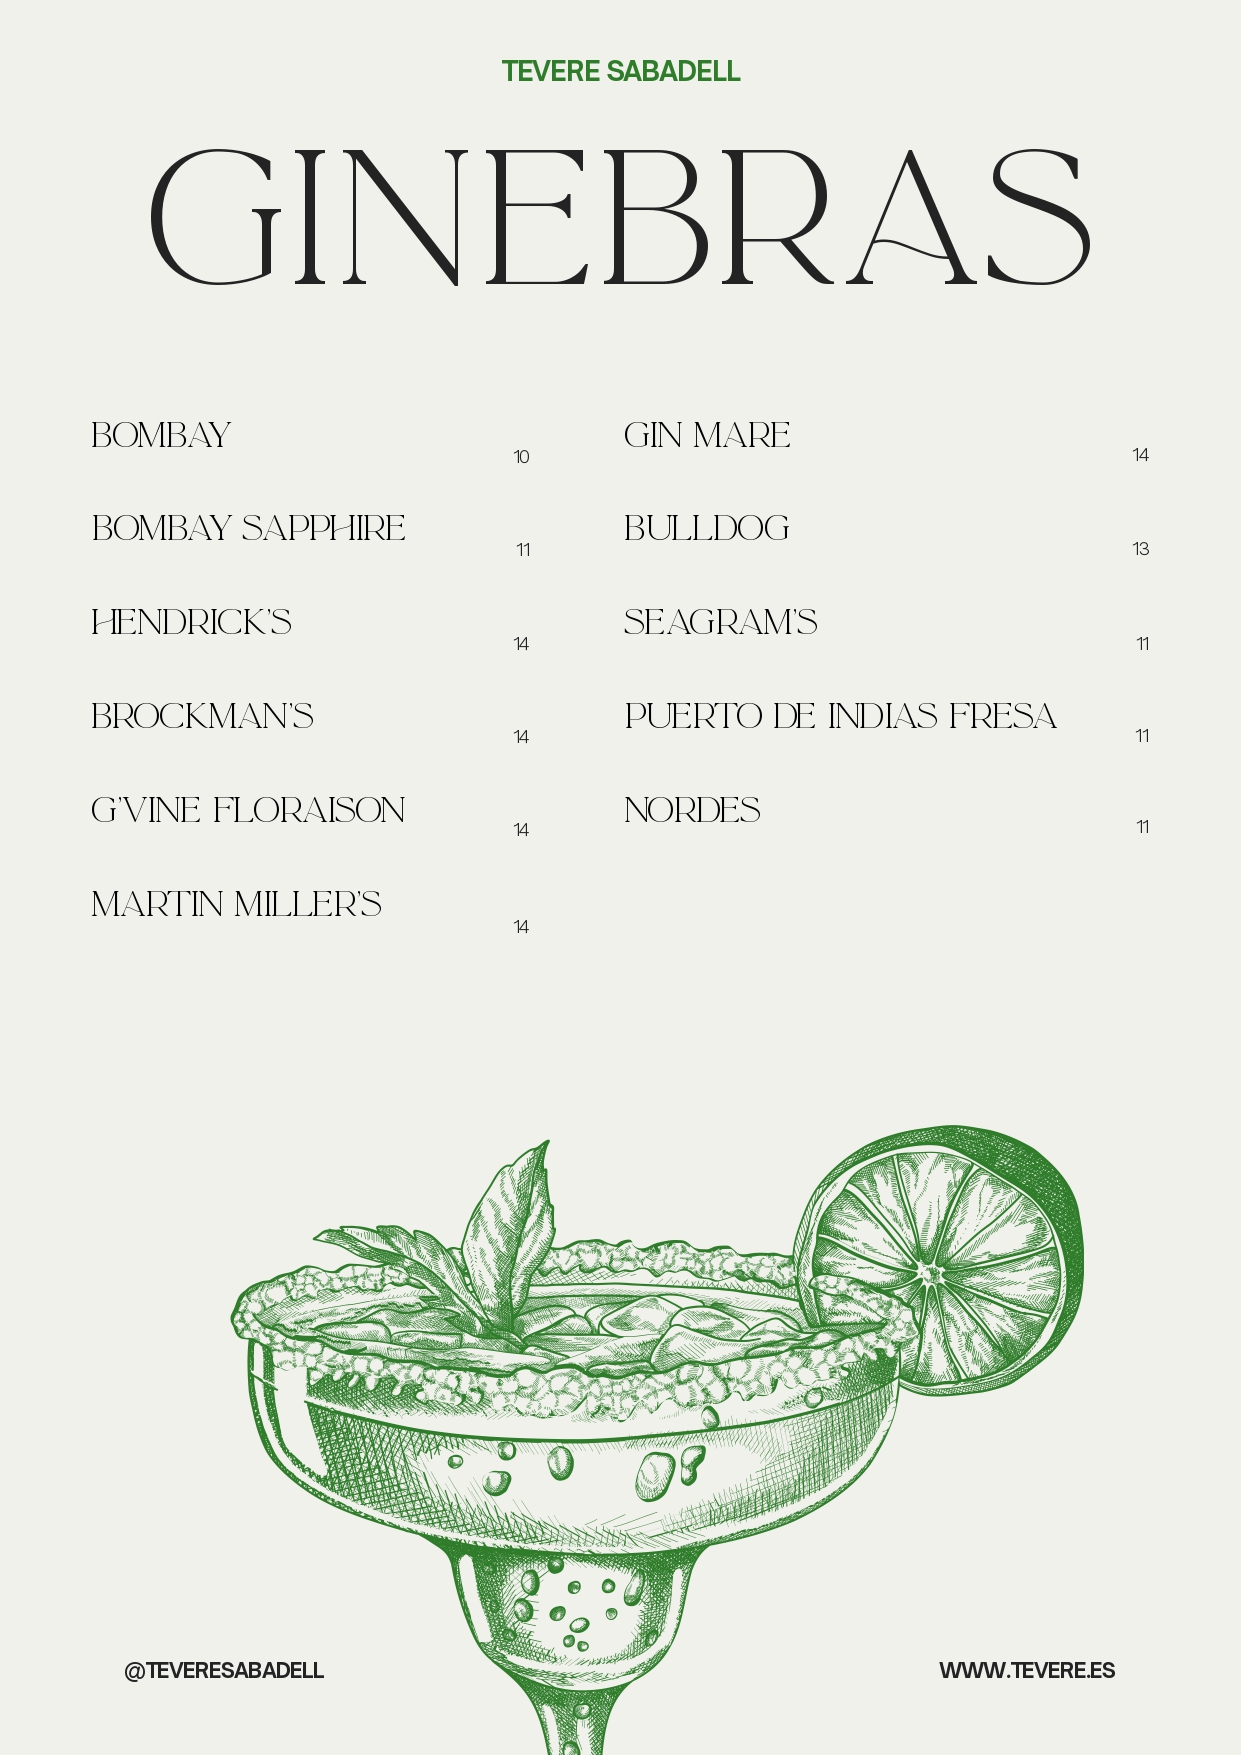 TEVERE SABADELL
GINEBRAS
BOMBAY
10
BOMBAY SAPPHIRE
11
HENDRICK'S
14
BROCKMAN'S
14
G'VINE FLORAISON
14
MARTIN MILLER'S
14
GIN MARE
14
BULLDOG
13
SEAGRAM'S
11
PUERTO DE INDIAS FRESA
11
NORDES
11
@TEVERESABADELL
WWW.TEVERE.ES